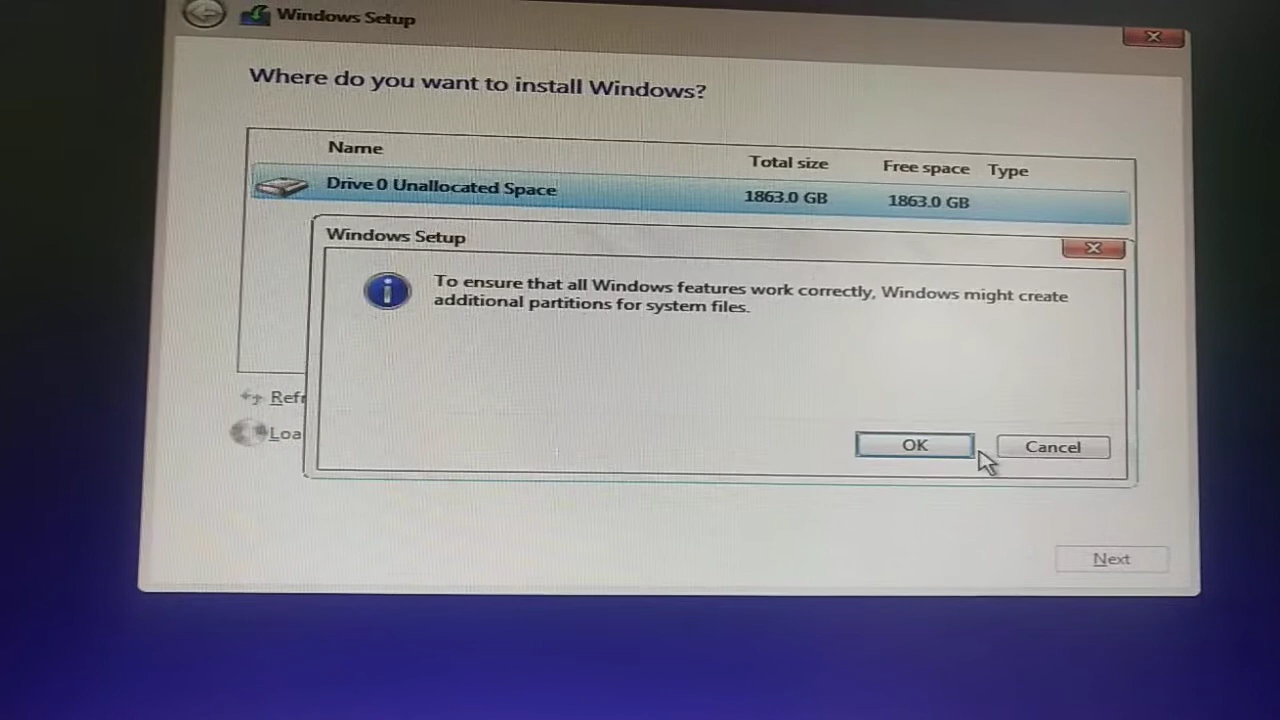 Windows Setup
Where do you want to install Windows?
Name Total size Free space Type
Drive 0 Unallocated Space 1863.0 GB 1863.0 GB
Windows Setup
To ensure that all Windows features work correctly, Windows might create
additional partitions for system files.
OK Cancel
Refr
Loa
Next